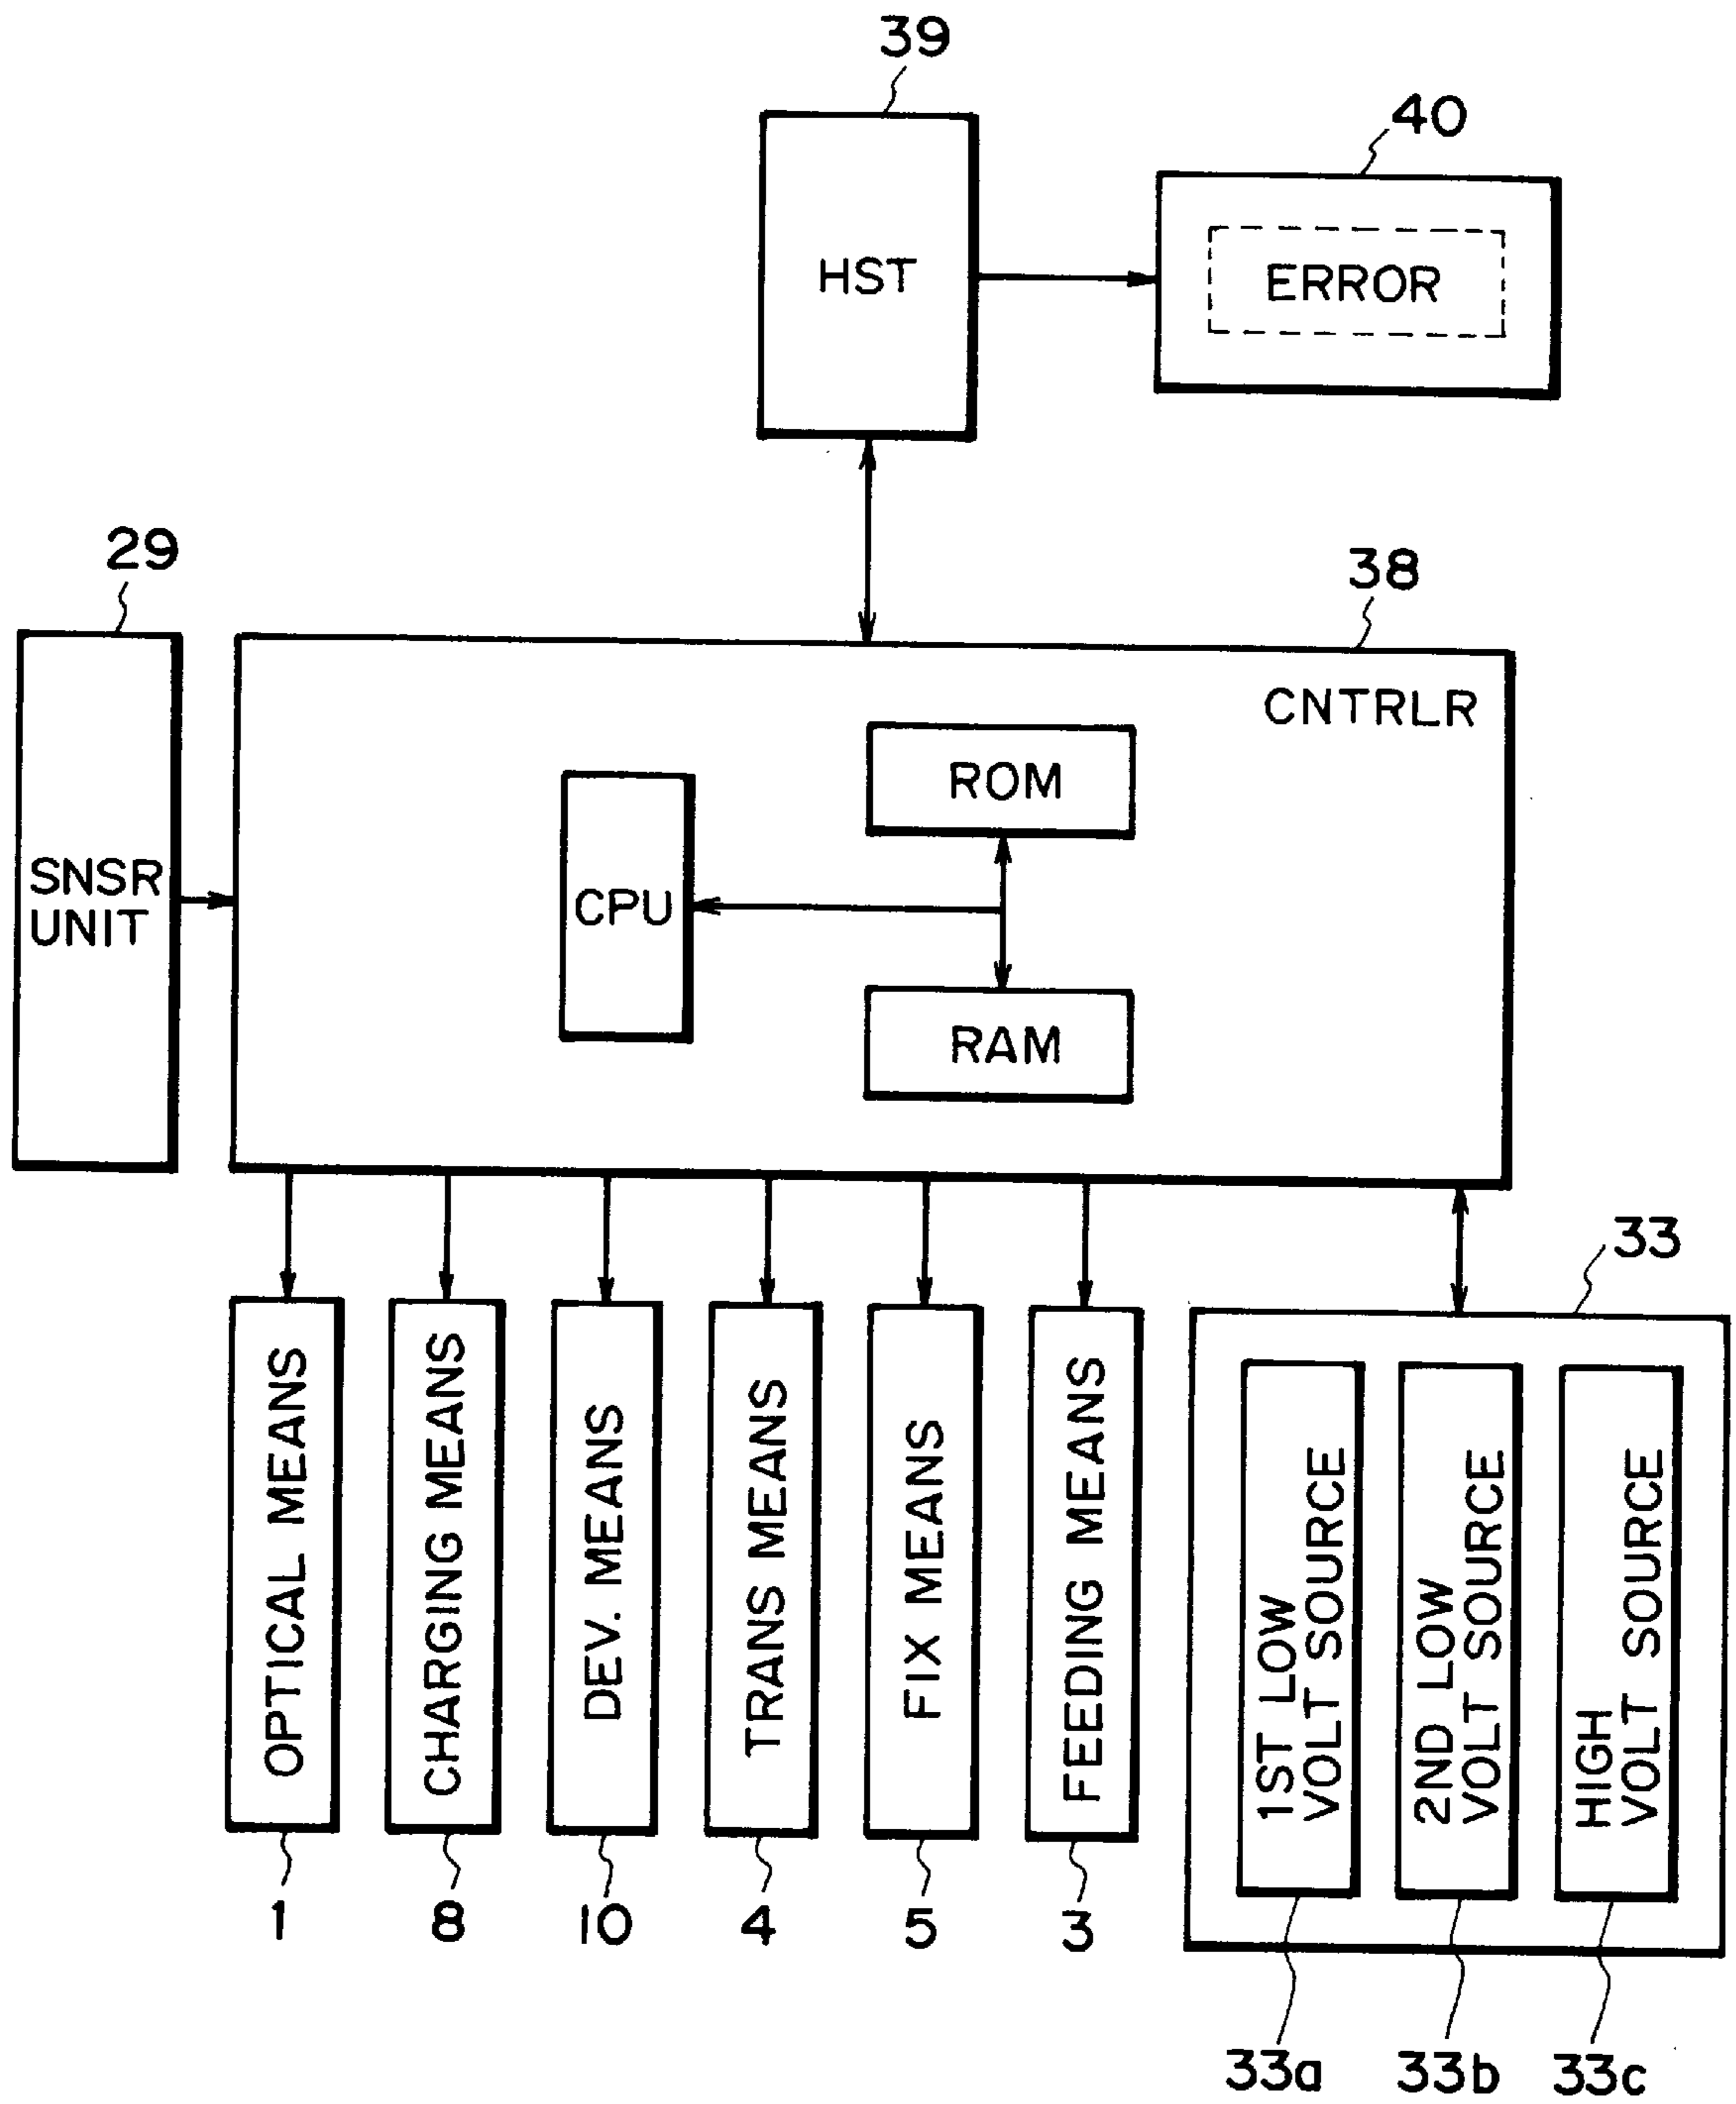 39
40
HST
ERROR
29
38
CNTRLR
ROM
SNSR
UNIT
CPU
RAM
33
OPTICAL MEANS
CHARGING MEANS
DEV. MEANS
TRANS MEANS
FIX MEANS
FEEDING MEANS
1ST LOW
VOLT SOURCE
2ND LOW
VOLT SOURCE
HIGH
VOLT SOURCE
1
8
10
4
5
3
33a
33b
33c